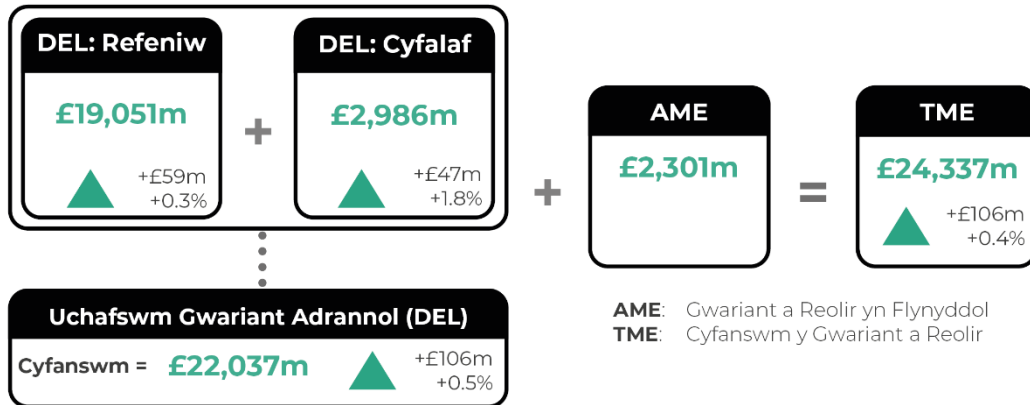 DEL: Refeniw
£19,051m
+£59m
+0.3%
+
DEL: Cyfalaf
£2,986m
+£47m
+1.8%
+
AME
£2,301m
=
TME
£24,337m
+£106m
+0.4%
Uchafswm Gwariant Adrannol (DEL)
Cyfanswm = £22,037m
+£106m
+0.5%
AME: Gwariant a Reolir yn Flynyddol
TME: Cyfanswm y Gwariant a Reolir